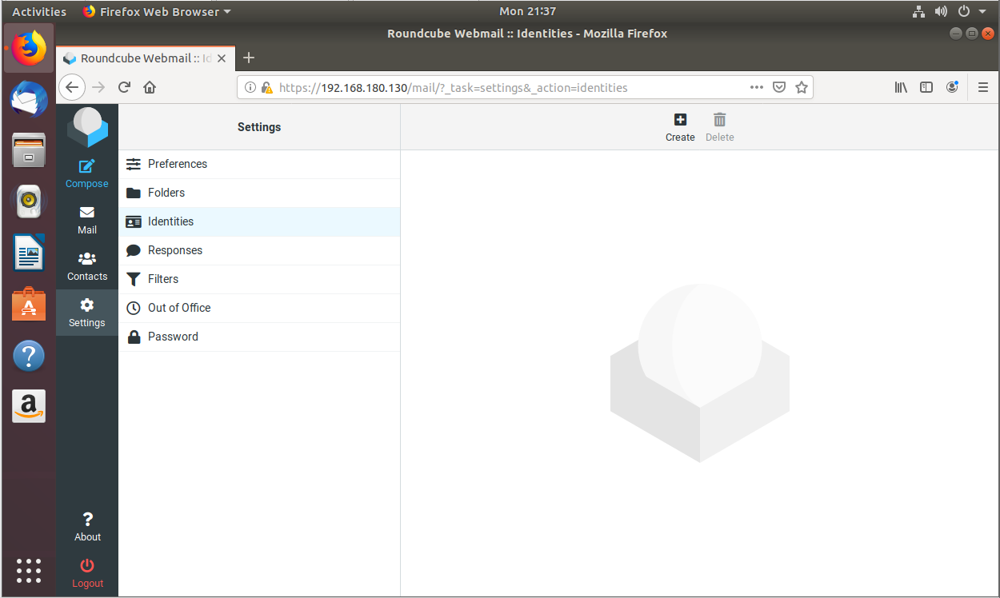 Activities Firefox Web Browser Mon 21:37
Roundcube Webmail :: Identities - Mozilla Firefox
Roundcube Webmail :: Id
https://192.168.180.130/mail/?_task=settings&_action=identities
Settings
Create
Delete
Compose
Mail
Contacts
Settings
About
Logout
Preferences
Folders
Identities
Responses
Filters
Out of Office
Password